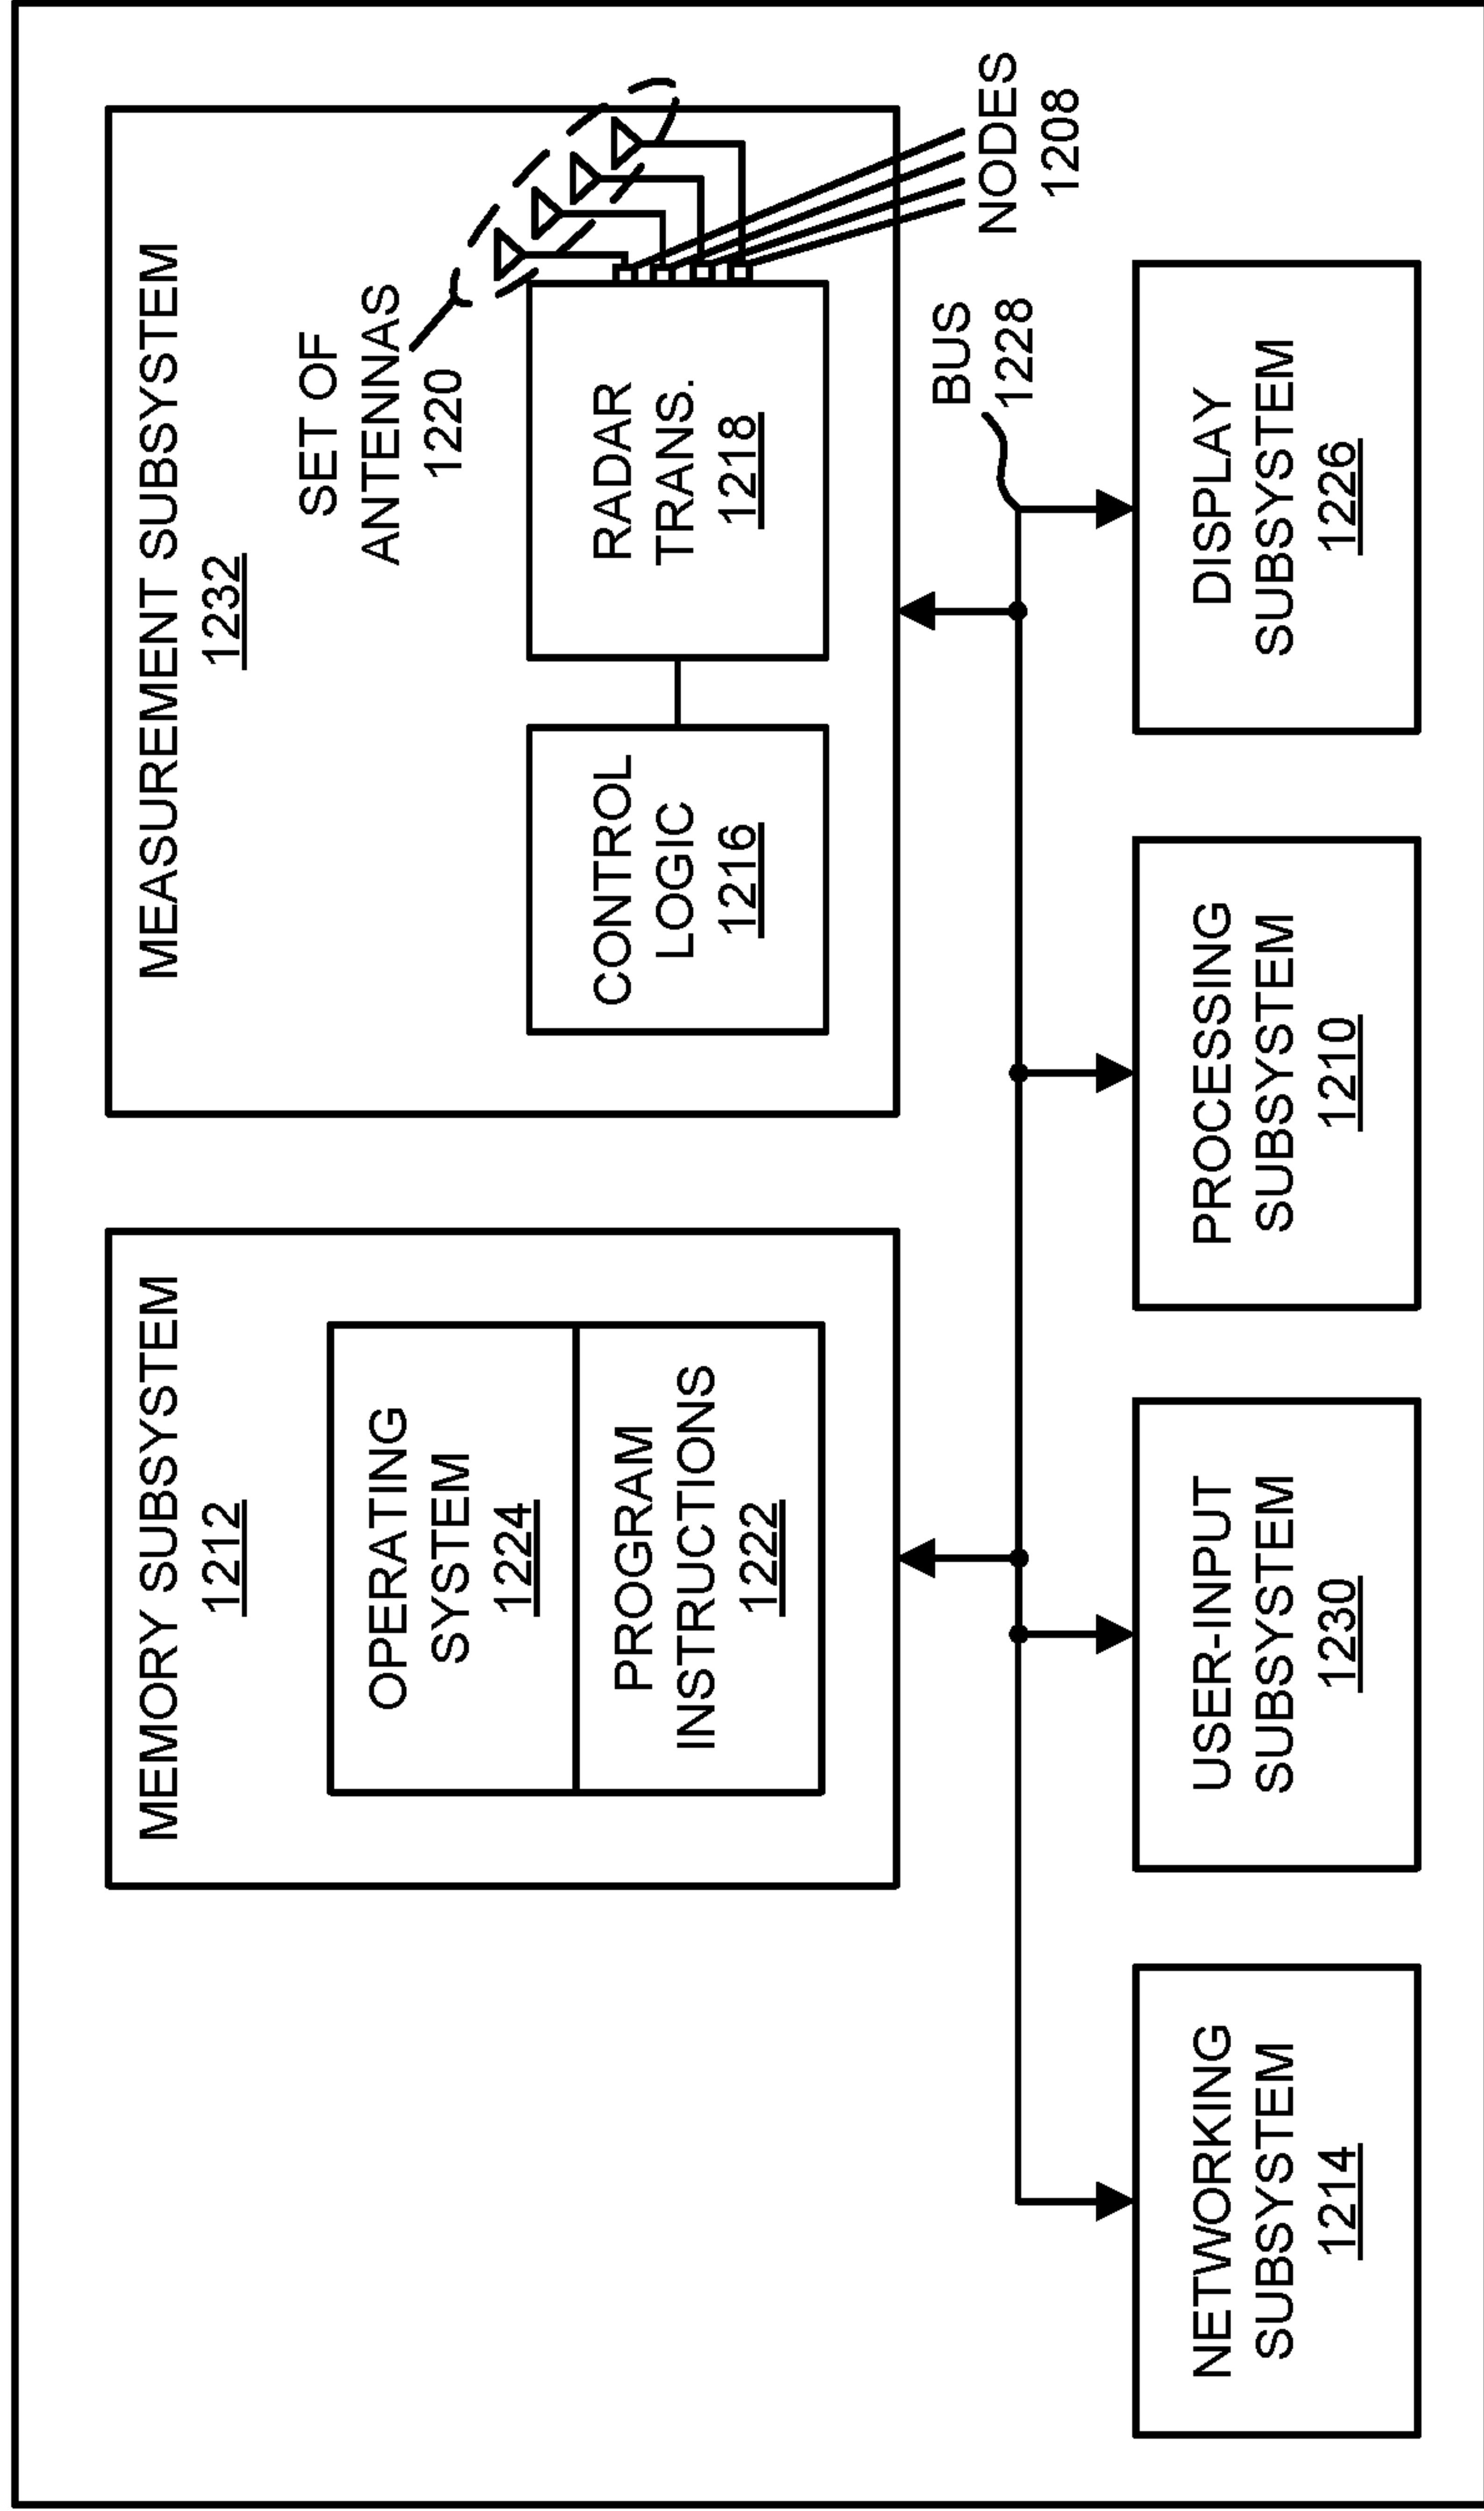 MEMORY SUBSYSTEM
1212
OPERATING
SYSTEM
1224
PROGRAM
INSTRUCTIONS
1222
MEASUREMENT SUBSYSTEM
1232
SET OF
ANTENNAS
1220
CONTROL
LOGIC
1216
RADAR
TRANS.
1218
NODES
1208
BUS
1228
NETWORKING
SUBSYSTEM
1214
USER-INPUT
SUBSYSTEM
1230
PROCESSING
SUBSYSTEM
1210
DISPLAY
SUBSYSTEM
1226